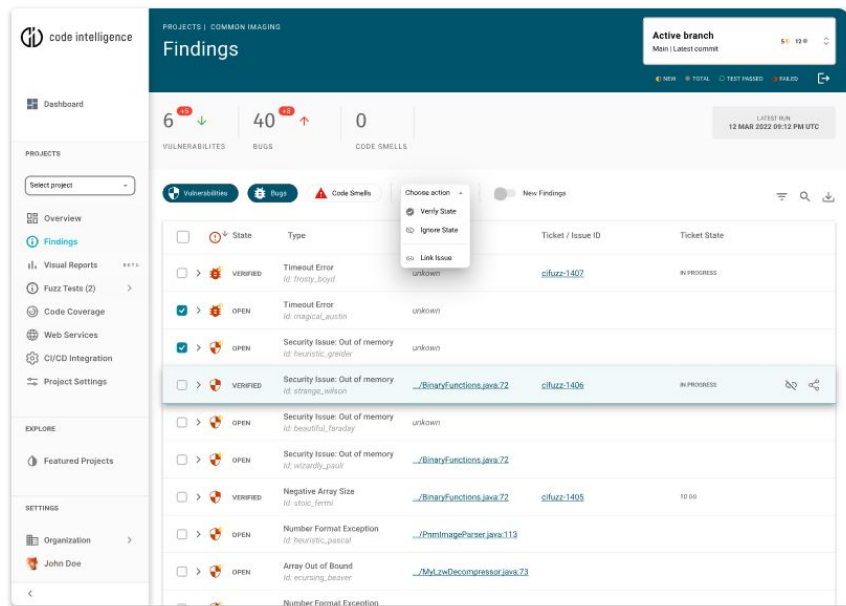 code intelligence
PROJECTS | COMMON IMAGING
Findings
Active branch
Main | Latest commit
5 12
NEW TOTAL TEST PASSED FAILED
Dashboard
6 +5
40 +8
0
VULNERABILITES
BUGS
CODE SMELLS
LATEST RUN
12 MAR 2022 09:12 PM UTC
PROJECTS
Select project
Overview
Findings
Visual Reports BETA
Fuzz Tests (2)
Code Coverage
Web Services
CI/CD Integration
Project Settings
EXPLORE
Featured Projects
SETTINGS
Organization
John Doe
Vulnerabilities
Bugs
Code Smells
Choose action
New Findings
Verify State
Ignore State
Link Issue
State Type Ticket / Issue ID Ticket State
VERIFIED Timeout Error unkown cifuzz-1407 IN PROGRESS
Id: frosty_boyd
OPEN Timeout Error unkown
Id: magical_austin
OPEN Security Issue: Out of memory unkown
Id: heuristic_greider
VERIFIED Security Issue: Out of memory .../BinaryFunctions.java:72 cifuzz-1406 IN PROGRESS
Id: strange_wilson
OPEN Security Issue: Out of memory unkown
Id: beautiful_faraday
OPEN Security Issue: Out of memory .../BinaryFunctions.java:72
Id: wizardly_pauli
VERIFIED Negative Array Size .../BinaryFunctions.java:72 cifuzz-1405 TO DO
Id: stoic_fermi
OPEN Number Format Exception .../PnmImageParser.java:113
Id: heuristic_pascal
OPEN Array Out of Bound .../MyLzwDecompressor.java:73
Id: ecursing_beaver
Number Format Exception